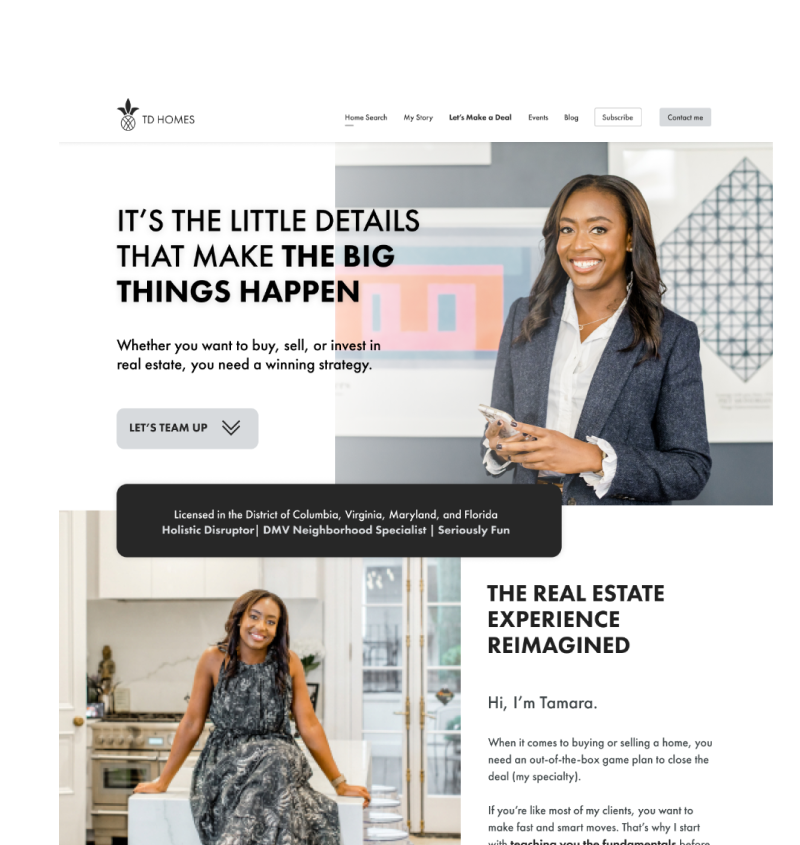 TD HOMES
Home Search
My Story
Let's Make a Deal
Events
Blog
Subscribe
Contact me
IT'S THE LITTLE DETAILS
THAT MAKE THE BIG
THINGS HAPPEN
Whether you want to buy, sell, or invest in
real estate, you need a winning strategy.
LET'S TEAM UP
Licensed in the District of Columbia, Virginia, Maryland, and Florida
Holistic Disruptor| DMV Neighborhood Specialist | Seriously Fun
THE REAL ESTATE
EXPERIENCE
REIMAGINED
Hi, I'm Tamara.
When it comes to buying or selling a home, you
need an out-of-the-box game plan to close the
deal (my specialty).
If you're like most of my clients, you want to
make fast and smart moves. That's why I start
with teaching you the fundamentals before